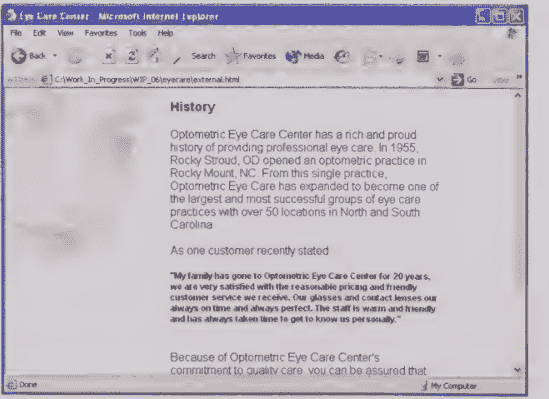 Eye Care Center Microsoft Internet Explorer
File Edit View Favorites Tools Help
Back Search Favorites Media
C:\Work_In_Progress\WIP_06\eyecare\external.html Go
History
Optometric Eye Care Center has a rich and proud
history of providing professional eye care. In 1955,
Rocky Stroud, OD opened an optometric practice in
Rocky Mount, NC. From this single practice,
Optometric Eye Care has expanded to become one of
the largest and most successful groups of eye care
practices with over 50 locations in North and South
Carolina
As one customer recently stated
"My family has gone to Optometric Eye Care Center for 20 years,
we are very satisfied with the reasonable pricing and friendly
customer service we receive. Our glasses and contact lenses our
always on time and always perfect. The staff is warm and friendly
and has always taken time to get to know us personally."
Because of Optometric Eye Care Center's
commitment to quality care, you can be assured that
Done My Computer